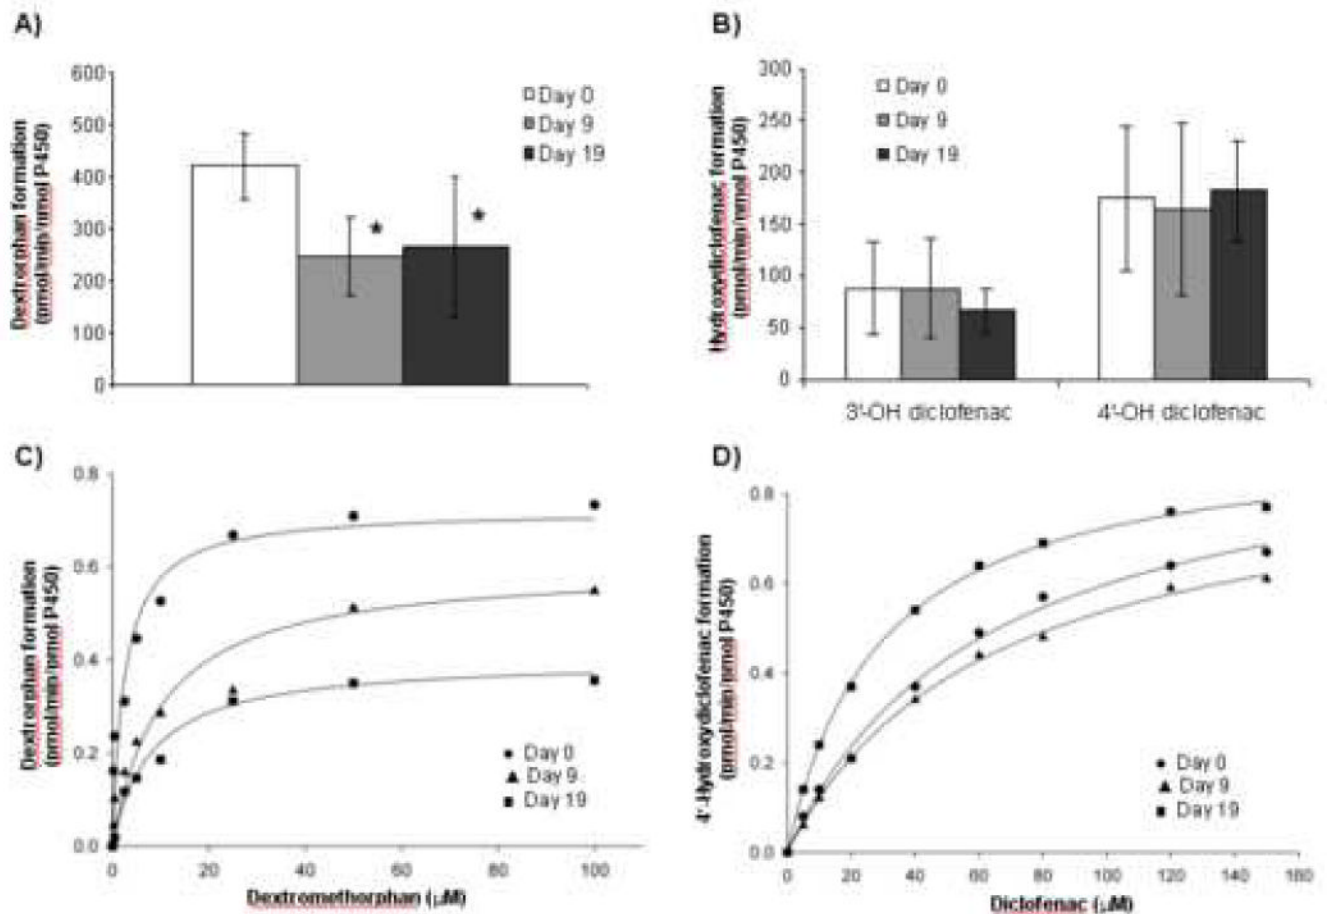 A)
Dextrorphan formation
(pmol/min/nmol P450)
600
500
400
300
200
100
0
Day 0
Day 9
Day 19
★
★
B)
Hydroxydiclofenac formation
(pmol/min/nmol P450)
300
250
200
150
100
50
0
Day 0
Day 9
Day 19
3'-OH diclofenac
4'-OH diclofenac
C)
Dextrorphan formation
(pmol/min/pmol P450)
0.8
0.6
0.4
0.2
0.0
Day 0
Day 9
Day 19
0
20
40
60
80
100
Dextromethorphan (μM)
D)
4'-Hydroxydiclofenac formation
(pmol/min/pmol P450)
0.8
0.6
0.4
0.2
0.0
Day 0
Day 9
Day 19
0
20
40
60
80
100
120
140
160
Diclofenac (μM)